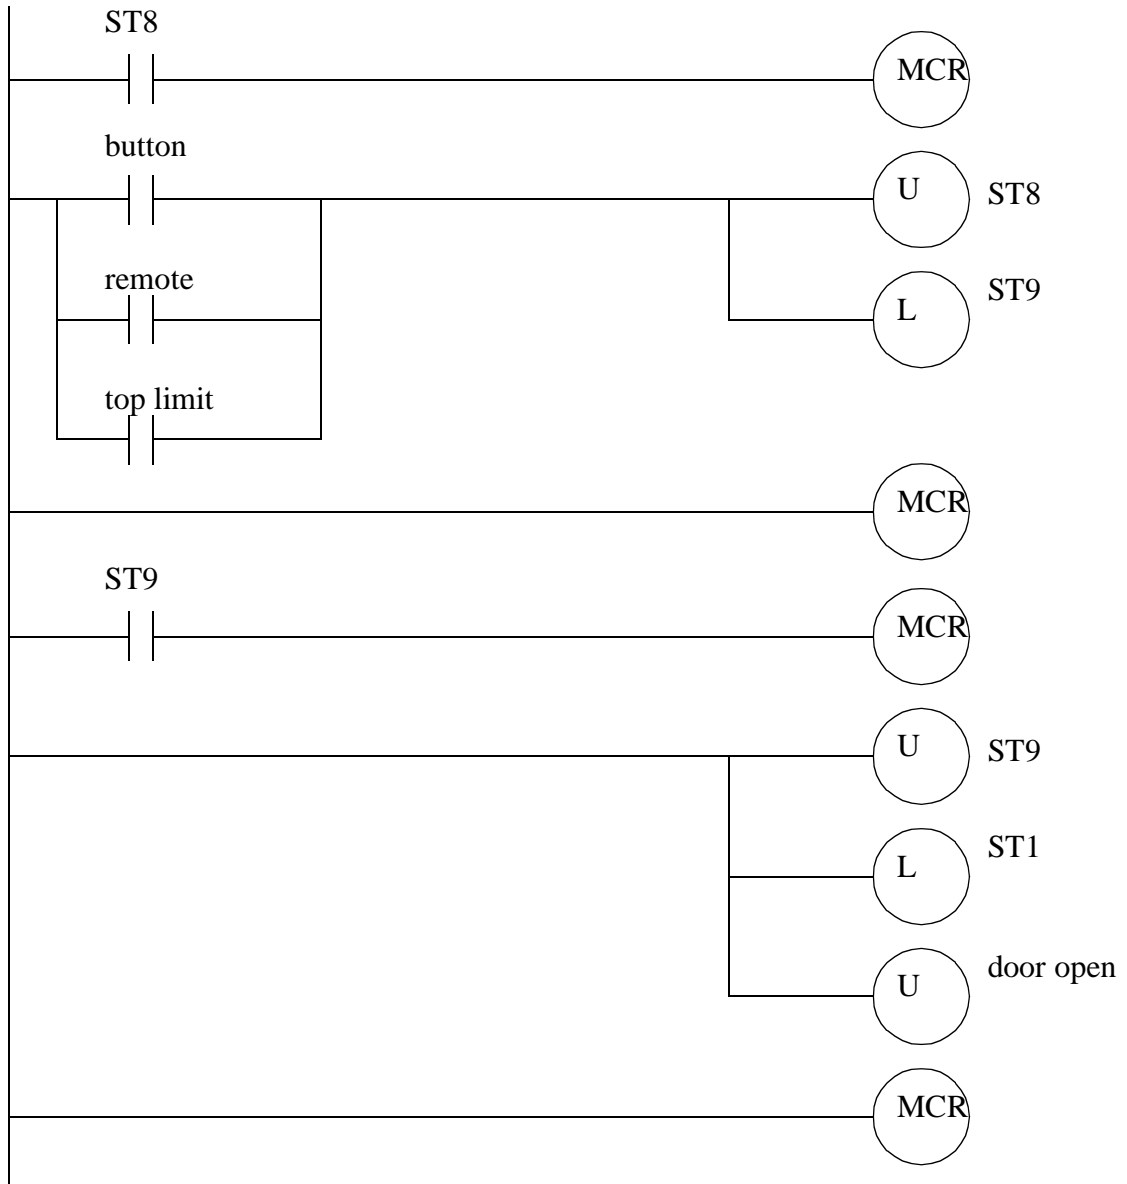 ST8
MCR
button
U
ST8
remote
ST9
L
top limit
MCR
ST9
MCR
U
ST9
ST1
L
door open
U
MCR